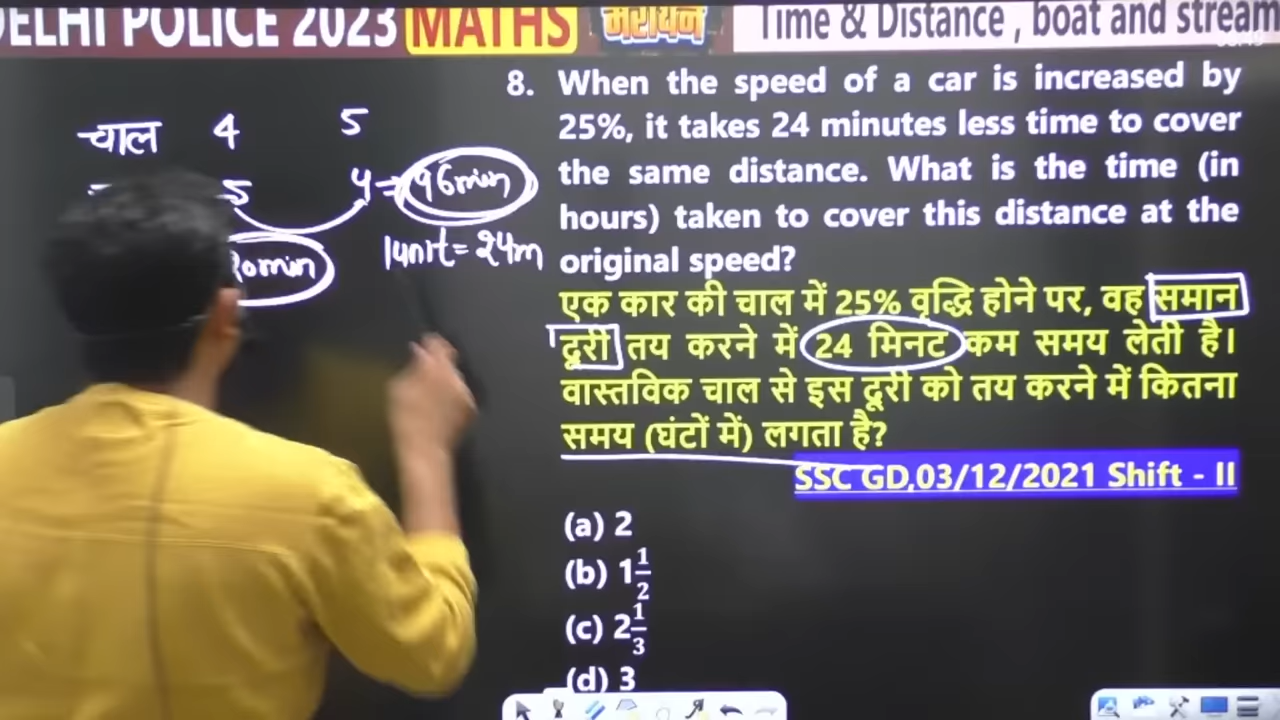 DELHI POLICE 2023 MATHS मैराथन Time & Distance , boat and stream
चाल 4 5
5 4 = 96min
1unit = 24m
0min
8. When the speed of a car is increased by
25%, it takes 24 minutes less time to cover
the same distance. What is the time (in
hours) taken to cover this distance at the
original speed?
एक कार की चाल में 25% वृद्धि होने पर, वह समान
दूरी तय करने में 24 मिनट कम समय लेती है।
वास्तविक चाल से इस दूरी को तय करने में कितना
समय (घंटों में) लगता है?
SSC GD,03/12/2021 Shift - II
(a) 2
(b) 1 1/2
(c) 2 1/3
(d) 3